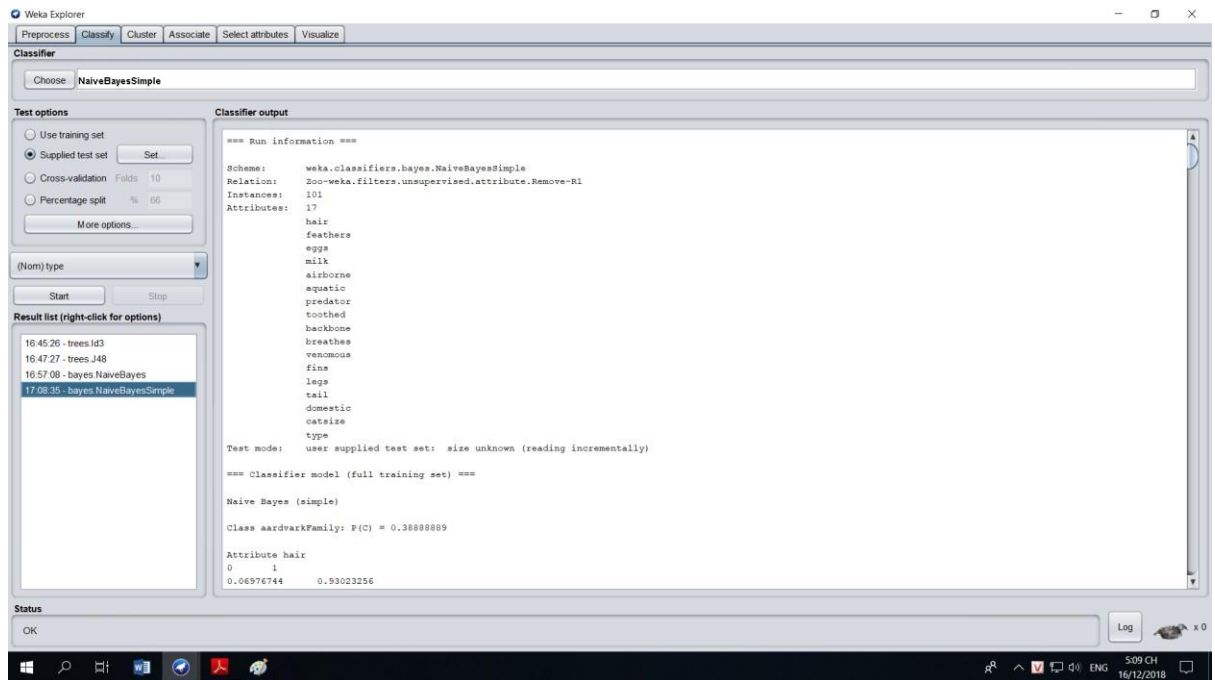 Weka Explorer
Preprocess Classify Cluster Associate Select attributes Visualize
Classifier
Choose NaiveBayesSimple
Test options
Use training set
Supplied test set Set...
Cross-validation Folds 10
Percentage split % 66
More options...
(Nom) type
Start Stop
Result list (right-click for options)
16:45:26 - trees.Id3
16:47:27 - trees.J48
16:57:08 - bayes.NaiveBayes
17:08:35 - bayes.NaiveBayesSimple
Classifier output
=== Run information ===
Scheme: weka.classifiers.bayes.NaiveBayesSimple
Relation: Zoo-weka.filters.unsupervised.attribute.Remove-R1
Instances: 101
Attributes: 17
hair
feathers
eggs
milk
airborne
aquatic
predator
toothed
backbone
breathes
venomous
fins
legs
tail
domestic
catsize
type
Test mode: user supplied test set: size unknown (reading incrementally)
=== Classifier model (full training set) ===
Naive Bayes (simple)
Class aardvarkFamily: P(C) = 0.38888889
Attribute hair
0 1
0.06976744 0.93023256
Status
OK
Log x 0
ENG 5:09 CH
16/12/2018